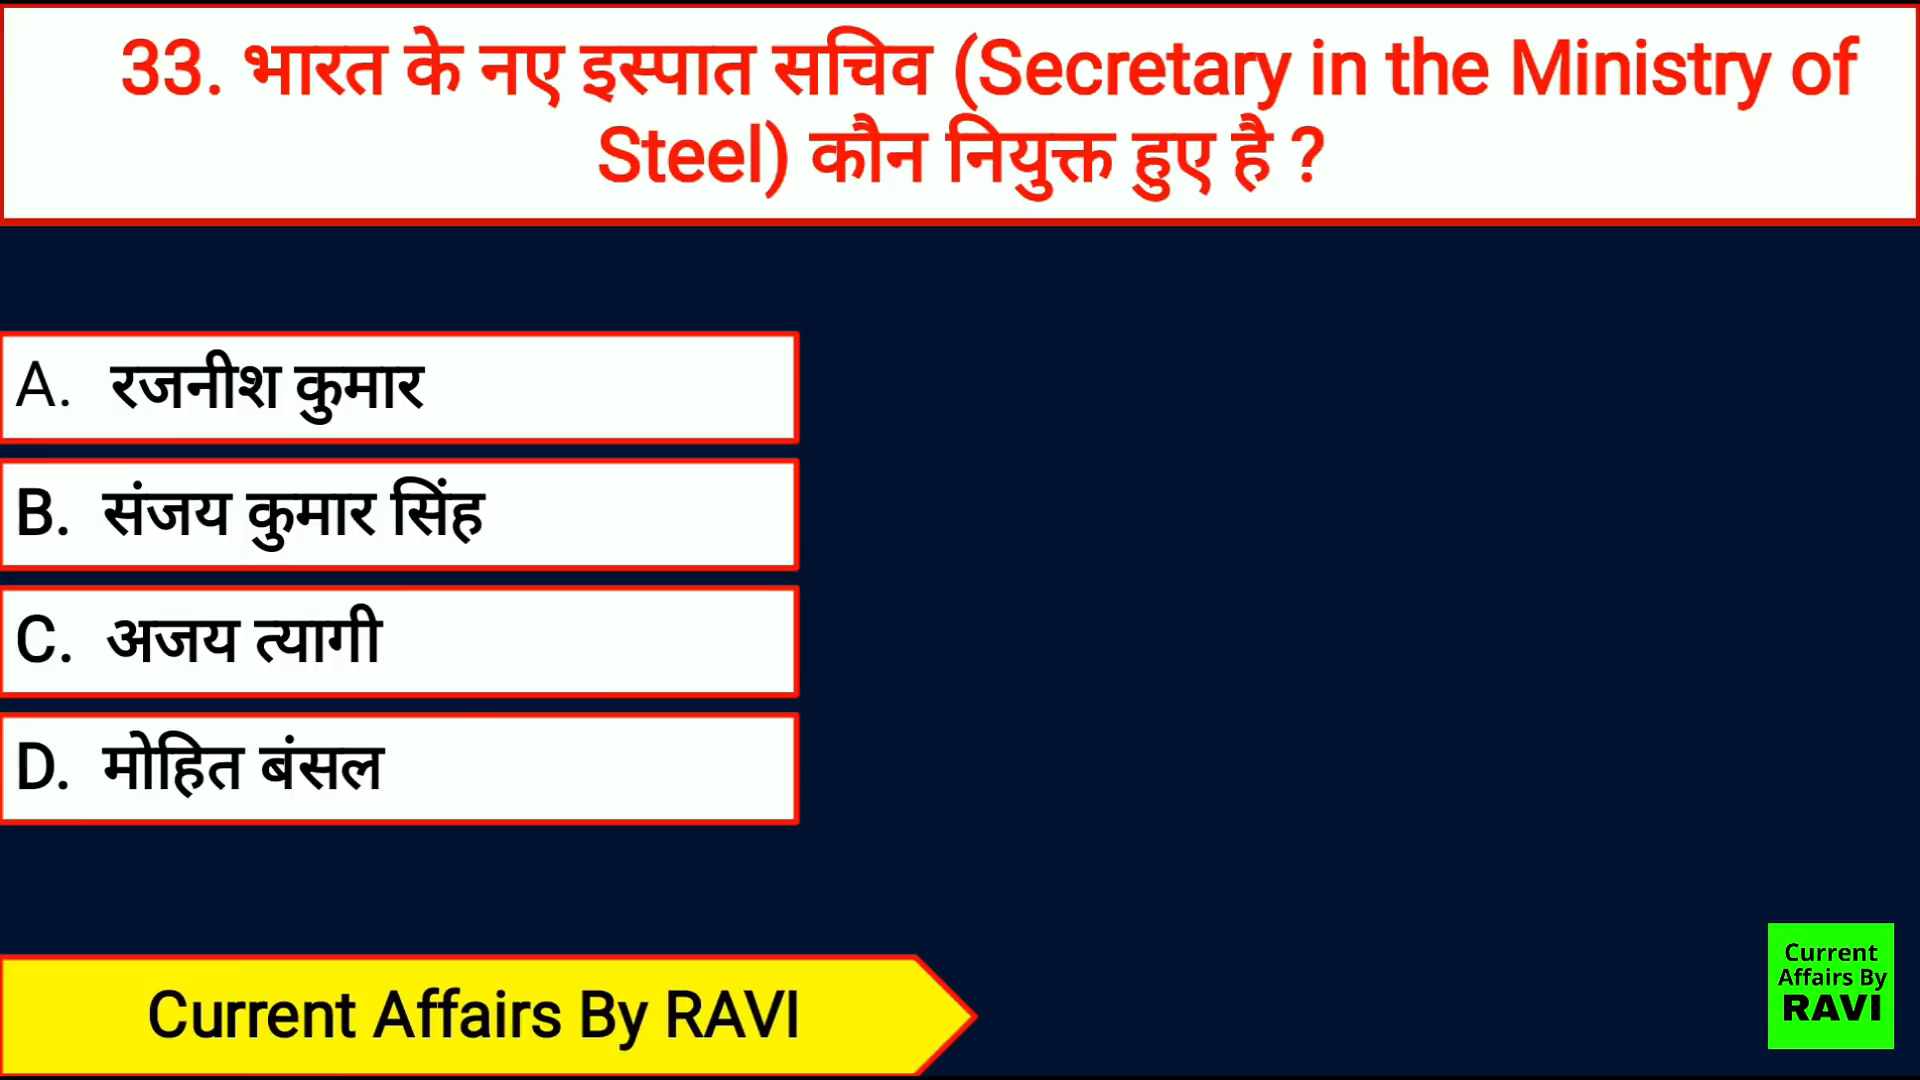 33. भारत के नए इस्पात सचिव (Secretary in the Ministry of
Steel) कौन नियुक्त हुए है ?
A. रजनीश कुमार
B. संजय कुमार सिंह
C. अजय त्यागी
D. मोहित बंसल
Current Affairs By RAVI
Current
Affairs By
RAVI